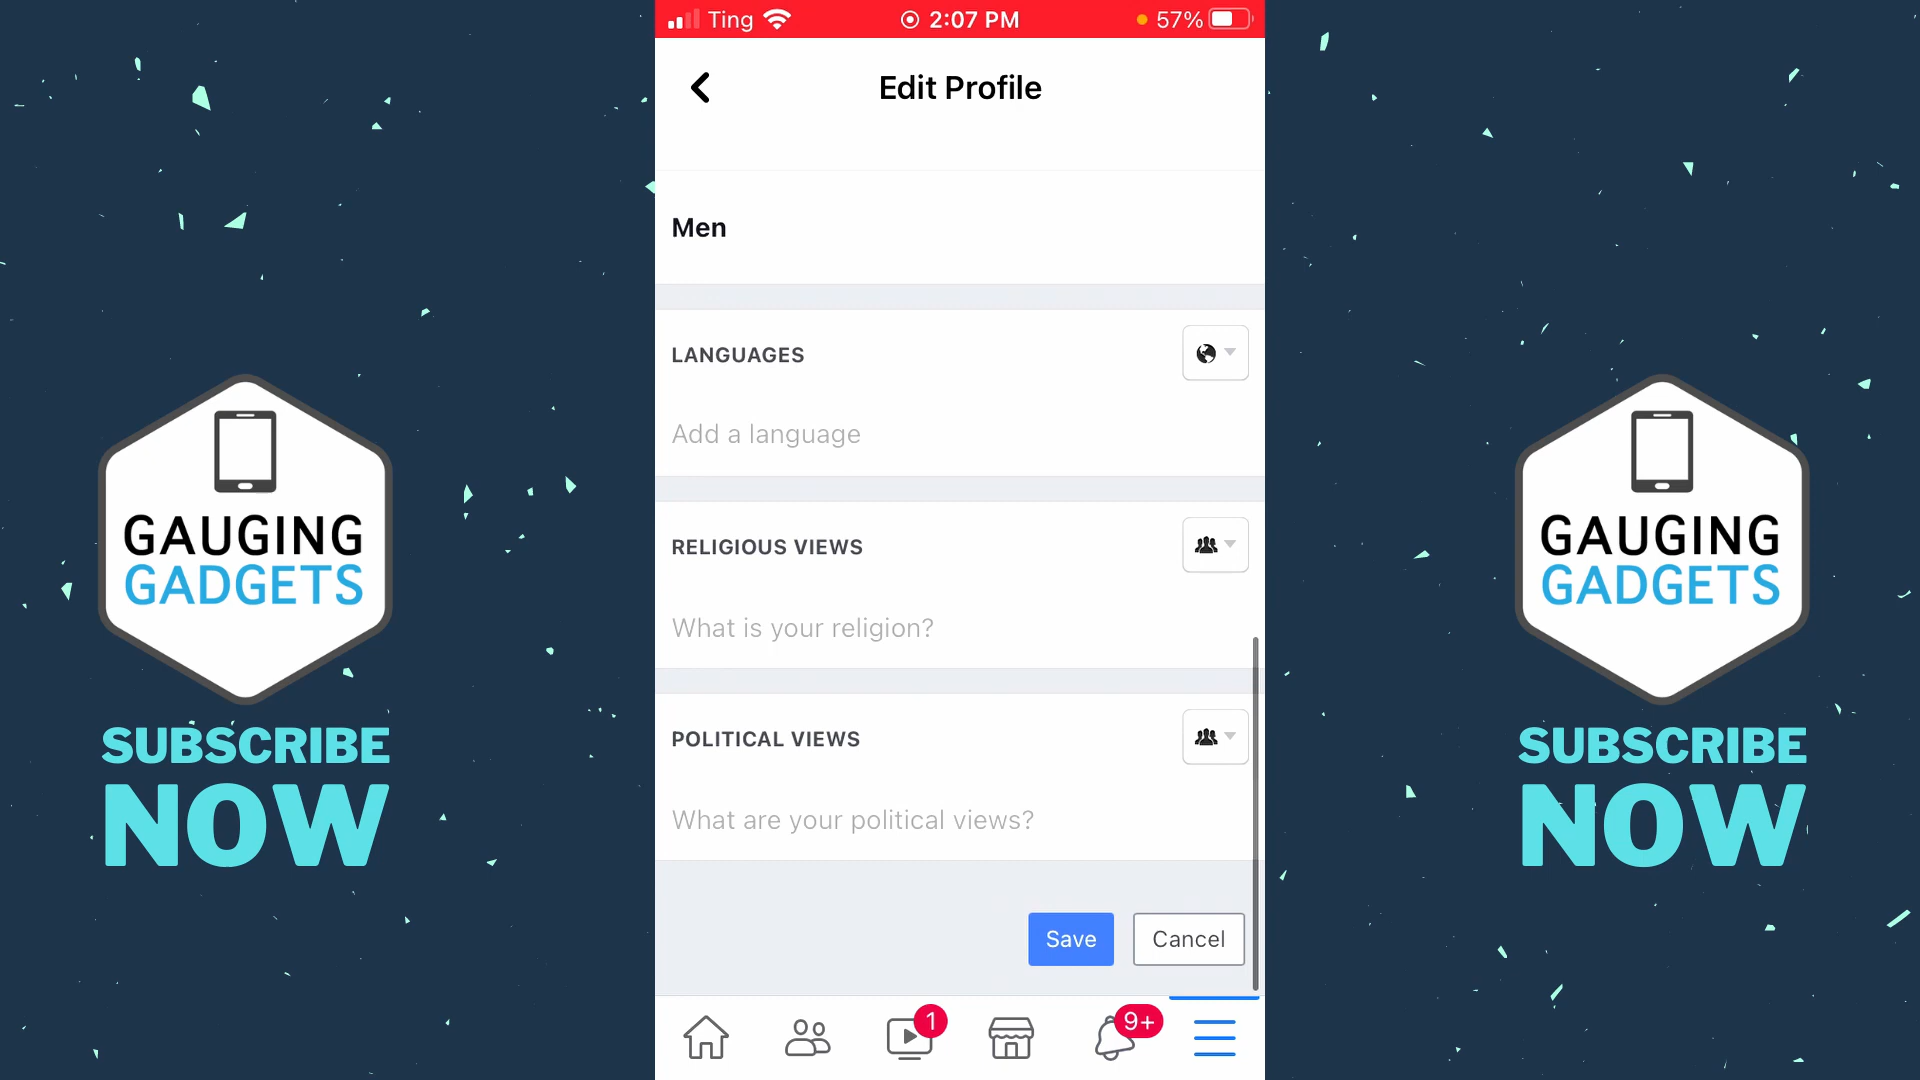 Ting
2:07 PM
57%
Edit Profile
Men
LANGUAGES
Add a language
RELIGIOUS VIEWS
What is your religion?
POLITICAL VIEWS
What are your political views?
Save
Cancel
1
9+
GAUGING
GADGETS
SUBSCRIBE
NOW
GAUGING
GADGETS
SUBSCRIBE
NOW